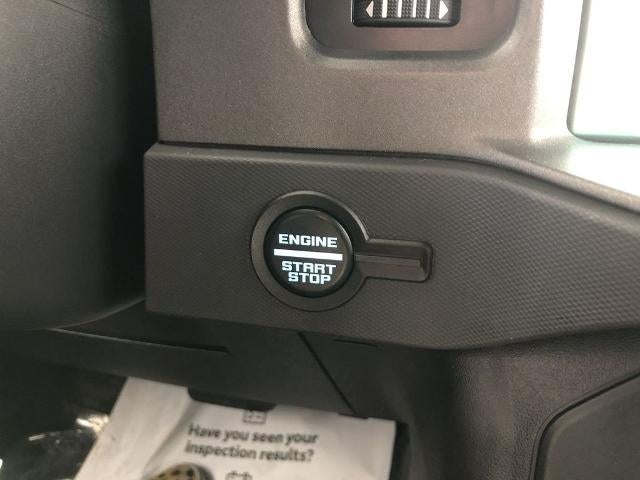 ENGINE
START
STOP
Have you seen your
inspection results?